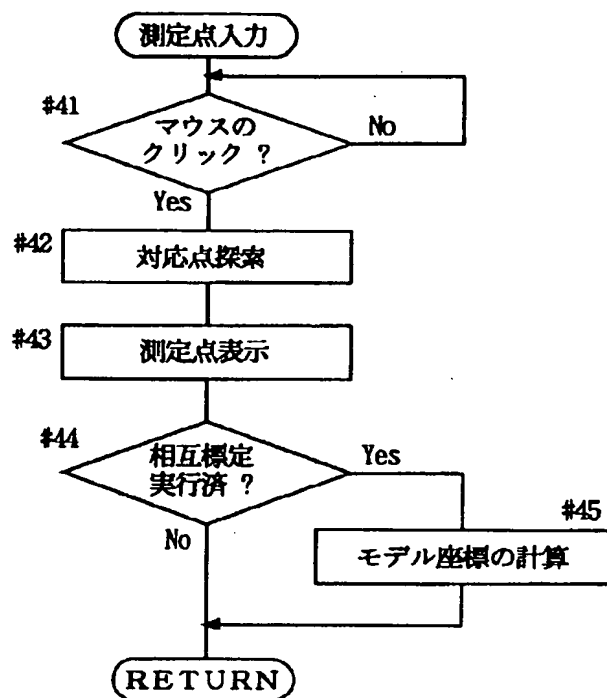 測定点入力
#41
マウスの
クリック ?
No
Yes
#42
対応点探索
#43
測定点表示
#44
相互標定
実行済 ?
Yes
No
#45
モデル座標の計算
RETURN